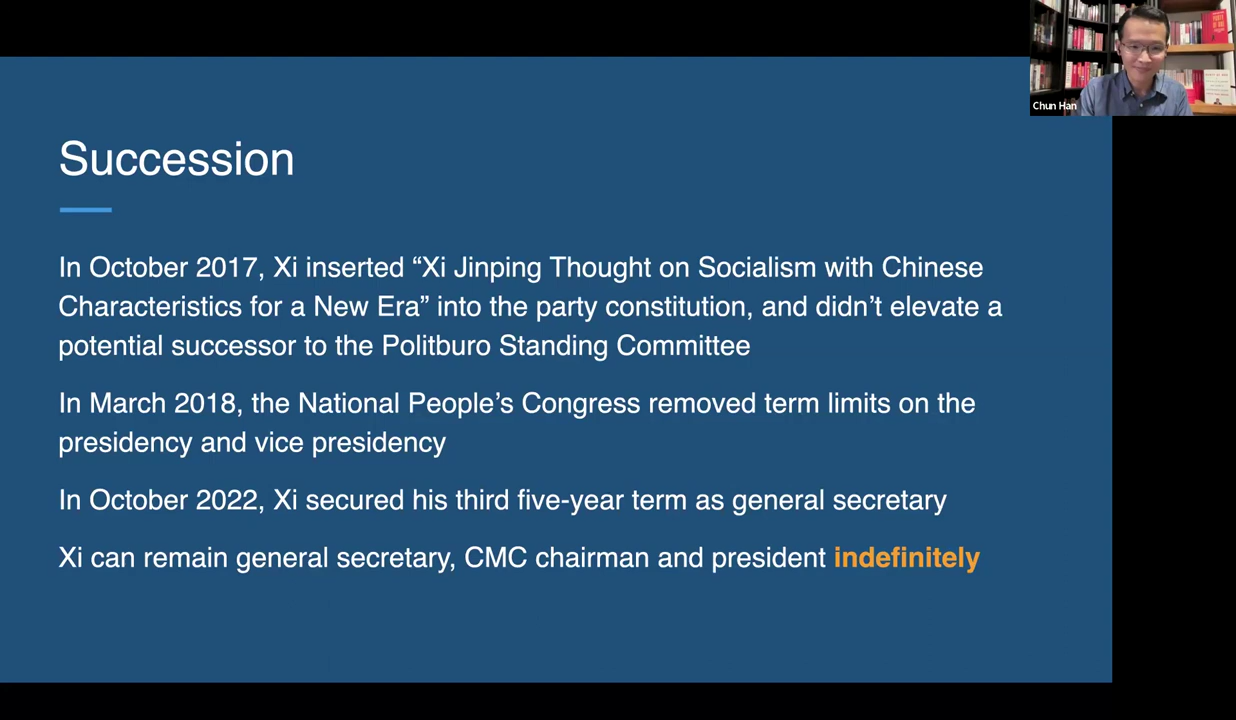 Chun Han
Succession
In October 2017, Xi inserted “Xi Jinping Thought on Socialism with Chinese
Characteristics for a New Era” into the party constitution, and didn’t elevate a
potential successor to the Politburo Standing Committee
In March 2018, the National People’s Congress removed term limits on the
presidency and vice presidency
In October 2022, Xi secured his third five-year term as general secretary
Xi can remain general secretary, CMC chairman and president indefinitely